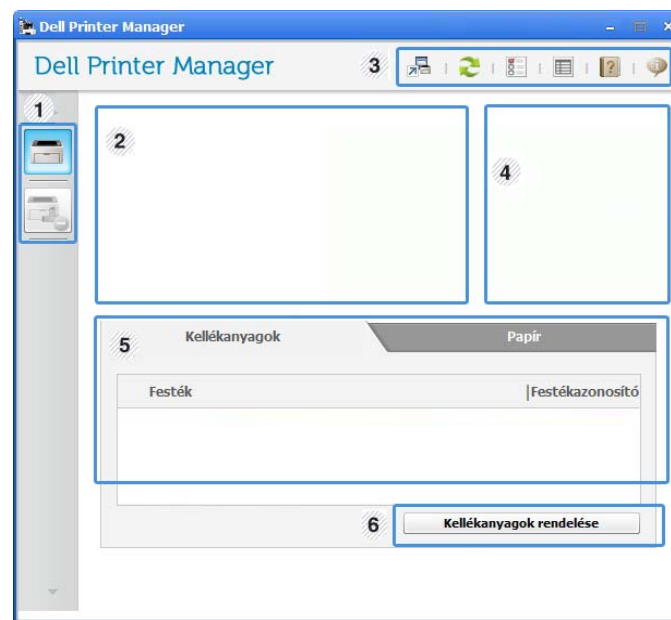 Dell Printer Manager
Dell Printer Manager
3
1
2
4
5
Kellékanyagok
Papír
Festék
Festékazonosító
6
Kellékanyagok rendelése